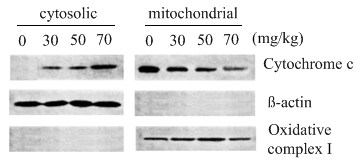 cytosolic mitochondrial
0 30 50 70 0 30 50 70 (mg/kg)
Cytochrome c
ß-actin
Oxidative
complex I